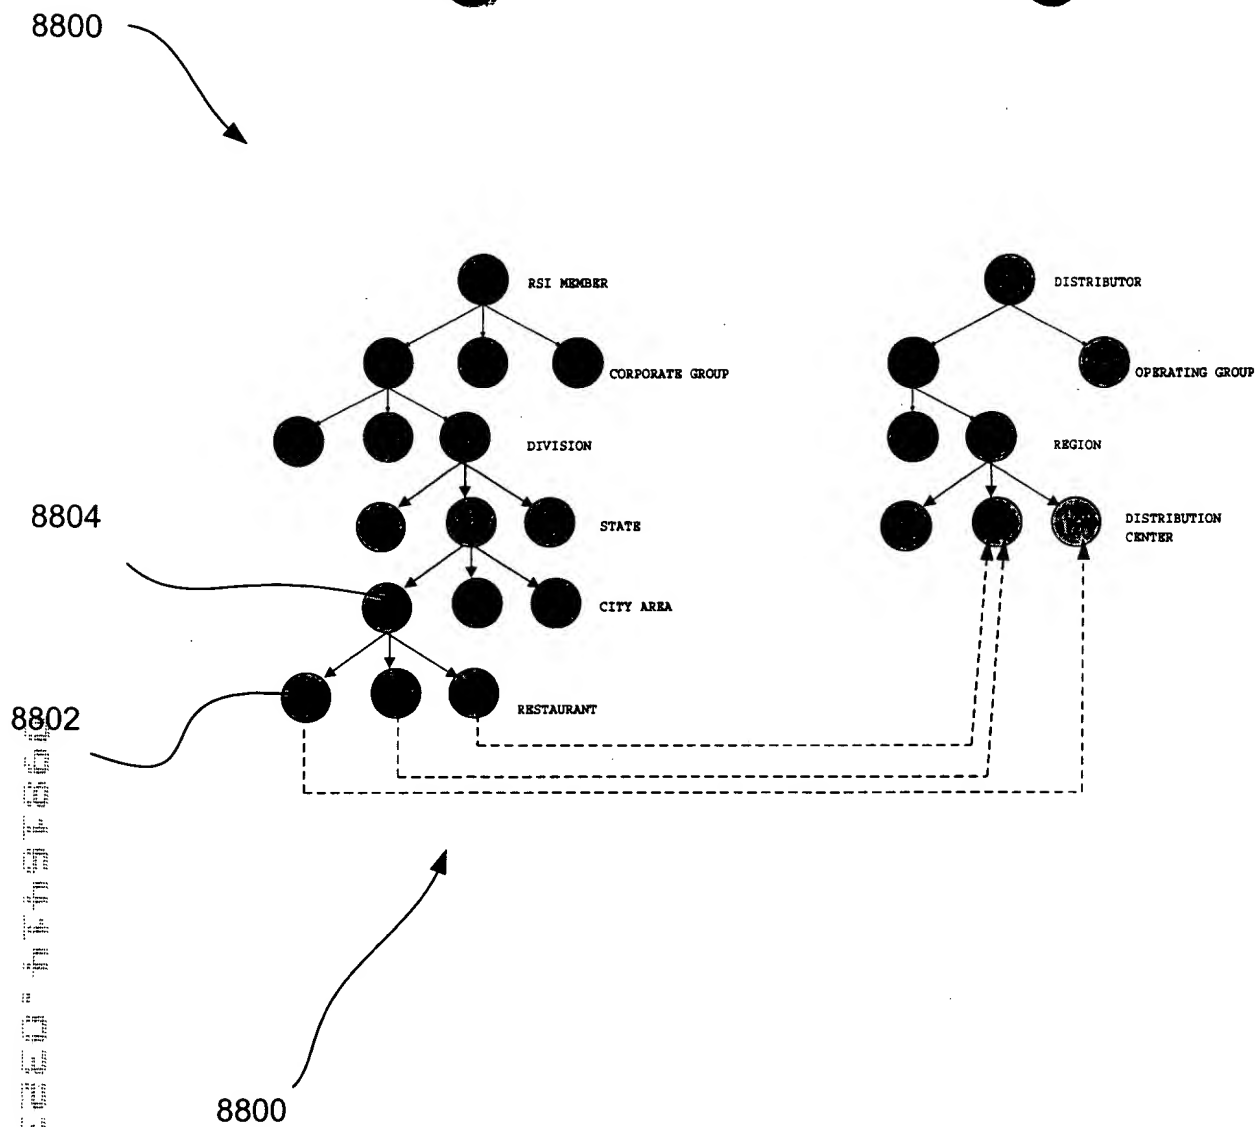 8800
RSI MEMBER
DISTRIBUTOR
CORPORATE GROUP
OPERATING GROUP
DIVISION
REGION
8804
STATE
DISTRIBUTION
CENTER
CITY AREA
8802
RESTAURANT
8800